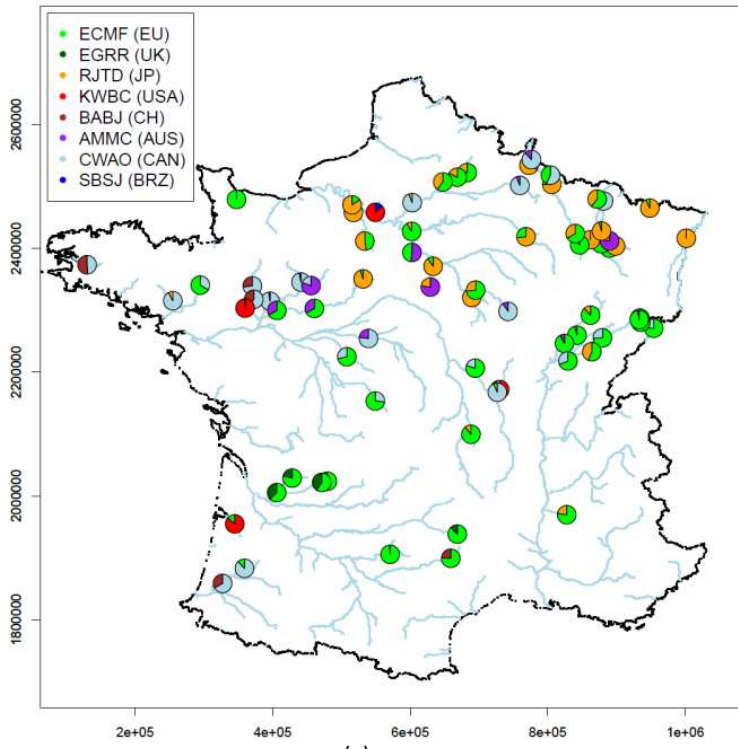 ECMF (EU)
EGRR (UK)
RJTD (JP)
KWBC (USA)
BABJ (CH)
AMMC (AUS)
CWAO (CAN)
SBSJ (BRZ)
2600000
2400000
2200000
2000000
1800000
2e+05 4e+05 6e+05 8e+05 1e+06